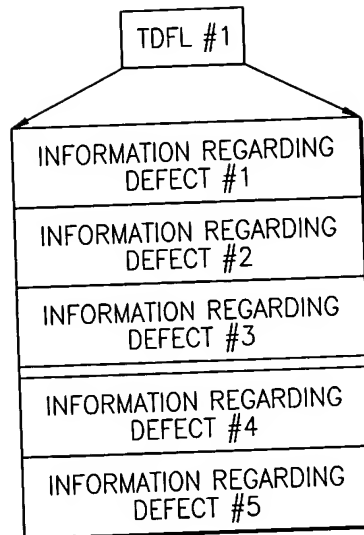 TDFL #1
INFORMATION REGARDING
DEFECT #1
INFORMATION REGARDING
DEFECT #2
INFORMATION REGARDING
DEFECT #3
INFORMATION REGARDING
DEFECT #4
INFORMATION REGARDING
DEFECT #5